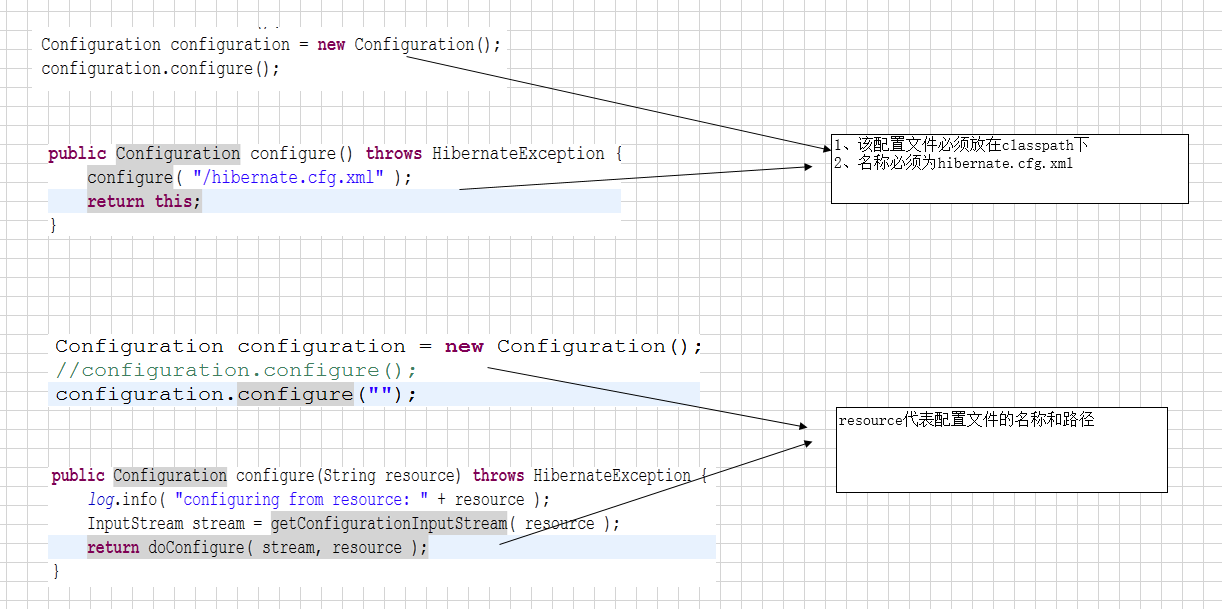 Configuration configuration = new Configuration();
configuration.configure();
public Configuration configure() throws HibernateException {
configure( "/hibernate.cfg.xml" );
return this;
}
1、该配置文件必须放在classpath下
2、名称必须为hibernate.cfg.xml
Configuration configuration = new Configuration();
//configuration.configure();
configuration.configure("");
public Configuration configure(String resource) throws HibernateException {
log.info( "configuring from resource: " + resource );
InputStream stream = getConfigurationInputStream( resource );
return doConfigure( stream, resource );
}
resource代表配置文件的名称和路径